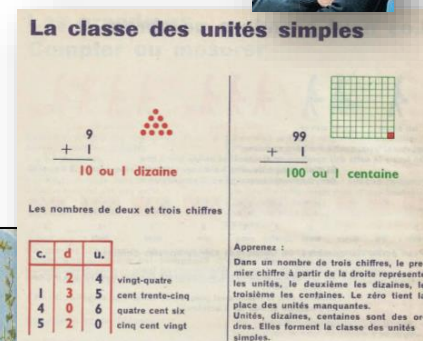 La classe des unités simples
9
+ 1
10 ou 1 dizaine
99
+ 1
100 ou 1 centaine
Les nombres de deux et trois chiffres
c. d u.
2 4 vingt-quatre
1 3 5 cent trente-cinq
4 0 6 quatre cent six
5 2 0 cinq cent vingt
Apprenez :
Dans un nombre de trois chiffres, le pre-
mier chiffre à partir de la droite représente
les unités, le deuxième les dizaines, le
troisième les centaines. Le zéro tient la
place des unités manquantes.
Unités, dizaines, centaines sont des or-
dres. Elles forment la classe des unités
simples.